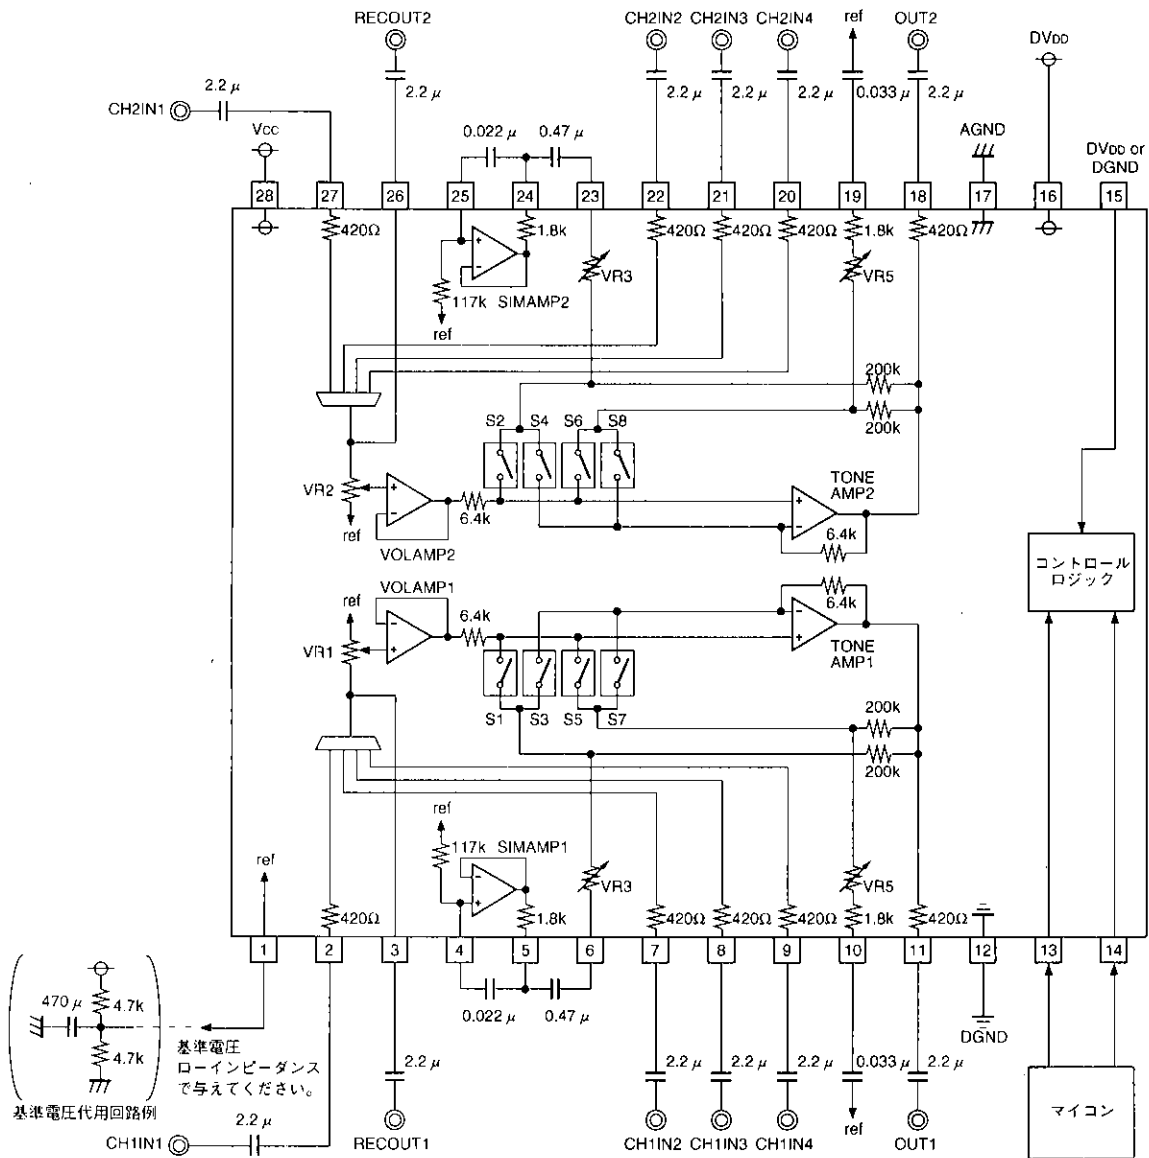 RECOUT2
CH2IN2 CH2IN3 CH2IN4 ref OUT2
DVDD
2.2 μ
CH2IN1
2.2 μ
2.2 μ 2.2 μ 2.2 μ 0.033 μ 2.2 μ
Vcc
0.022 μ 0.47 μ
AGND
DVDD or
DGND
28 27 26 25 24 23 22 21 20 19 18 17 16 15
420Ω
1.8k
420Ω 420Ω 420Ω 1.8k 420Ω
+
−
VR3
VR5
117k SIMAMP2
ref
200k
200k
S2 S4 S6 S8
VR2
+
−
6.4k
TONE
AMP2
+
−
ref
VOLAMP2
6.4k
コントロール
ロジック
VOLAMP1
ref
6.4k
6.4k
−
+
VR1
−
+
TONE
AMP1
S1 S3 S5 S7
200k
200k
ref
117k SIMAMP1
ref
−
+
VR3
VR5
420Ω
1.8k
420Ω 420Ω 420Ω 1.8k 420Ω
1 2 3 4 5 6 7 8 9 10 11 12 13 14
470 μ
4.7k
4.7k
0.022 μ 0.47 μ
基準電圧
ローインピーダンス
で与えてください。
DGND
2.2 μ
2.2 μ 2.2 μ 2.2 μ 0.033 μ 2.2 μ
基準電圧代用回路例
2.2 μ
マイコン
CH1IN1
RECOUT1
CH1IN2 CH1IN3 CH1IN4 ref OUT1